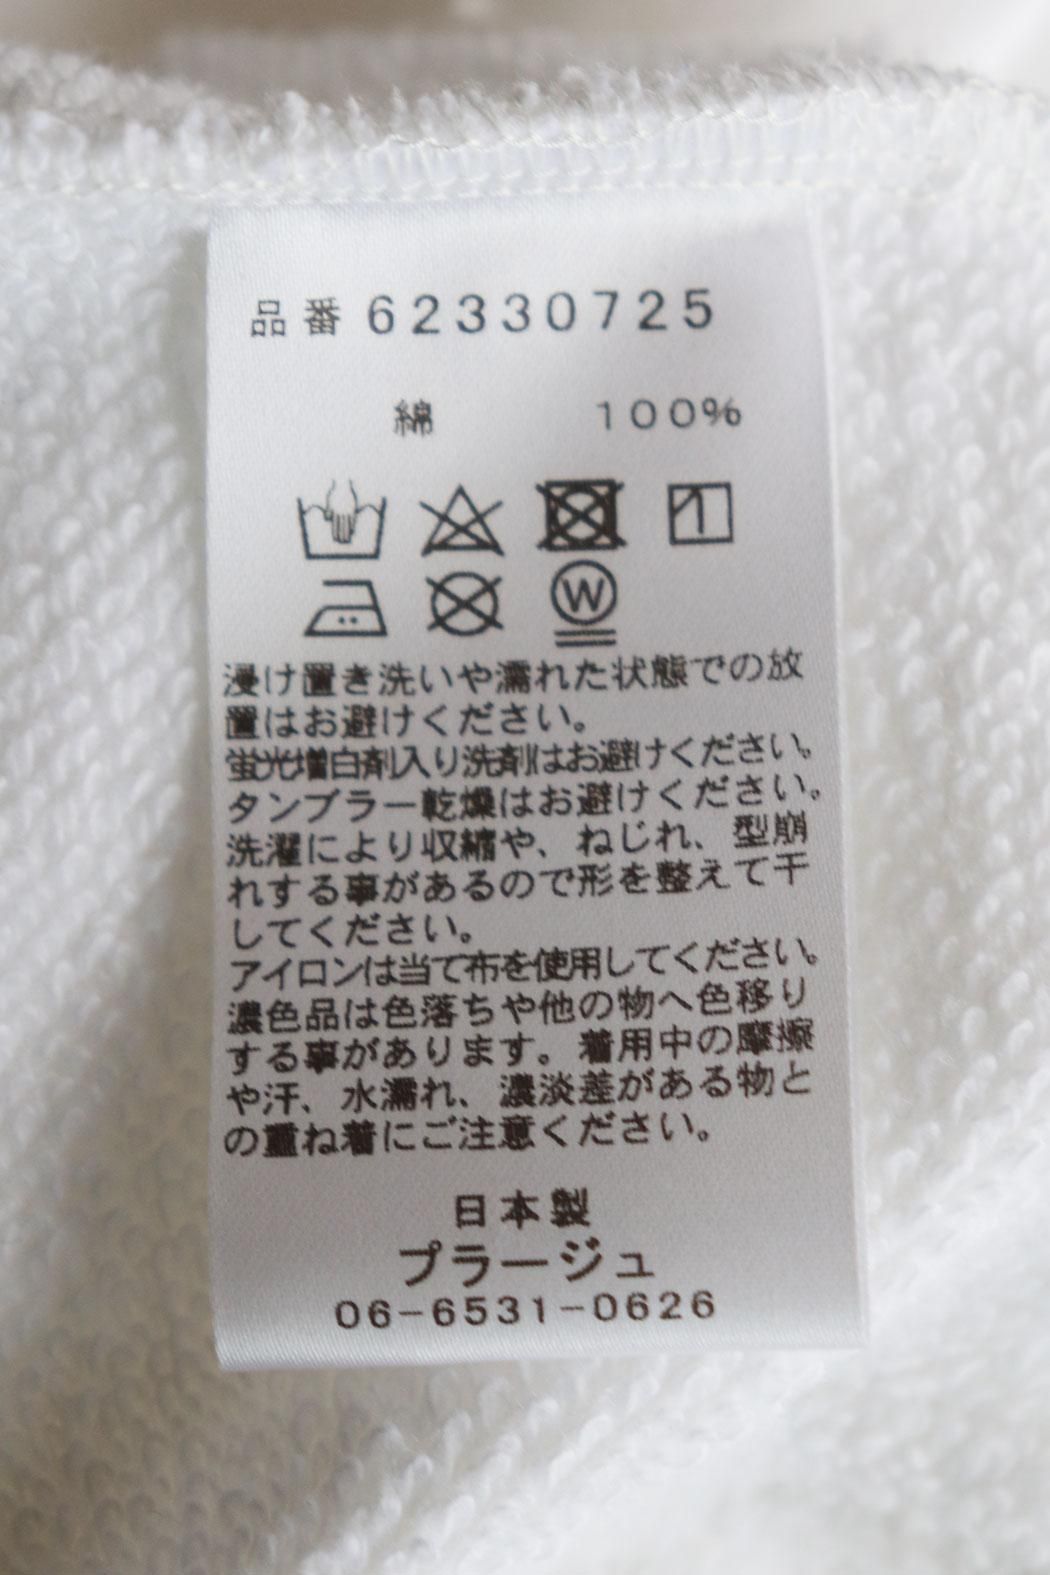 品番62330725
綿 100%
W
浸け置き洗いや濡れた状態での放
置はお避けください。
蛍光増白剤入り洗剤はお避けください。
タンブラー乾燥はお避けください。
洗濯により収縮や、ねじれ、型崩
れする事があるので形を整えて干
してください。
アイロンは当て布を使用してください。
濃色品は色落ちや他の物へ色移り
する事があります。着用中の摩擦
や汗、水濡れ、濃淡差がある物と
の重ね着にご注意ください。
日本製
プラージュ
06-6531-0626